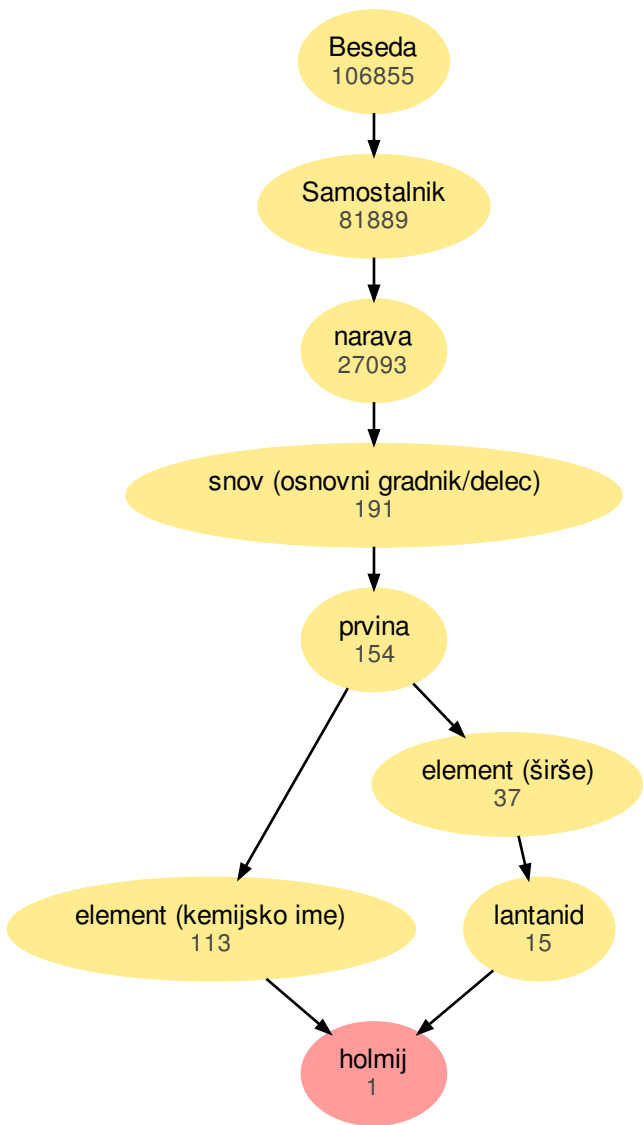 Beseda
106855
Samostalnik
81889
narava
27093
snov (osnovni gradnik/delec)
191
prvina
154
element (širše)
37
element (kemijsko ime)
113
lantanid
15
holmij
1